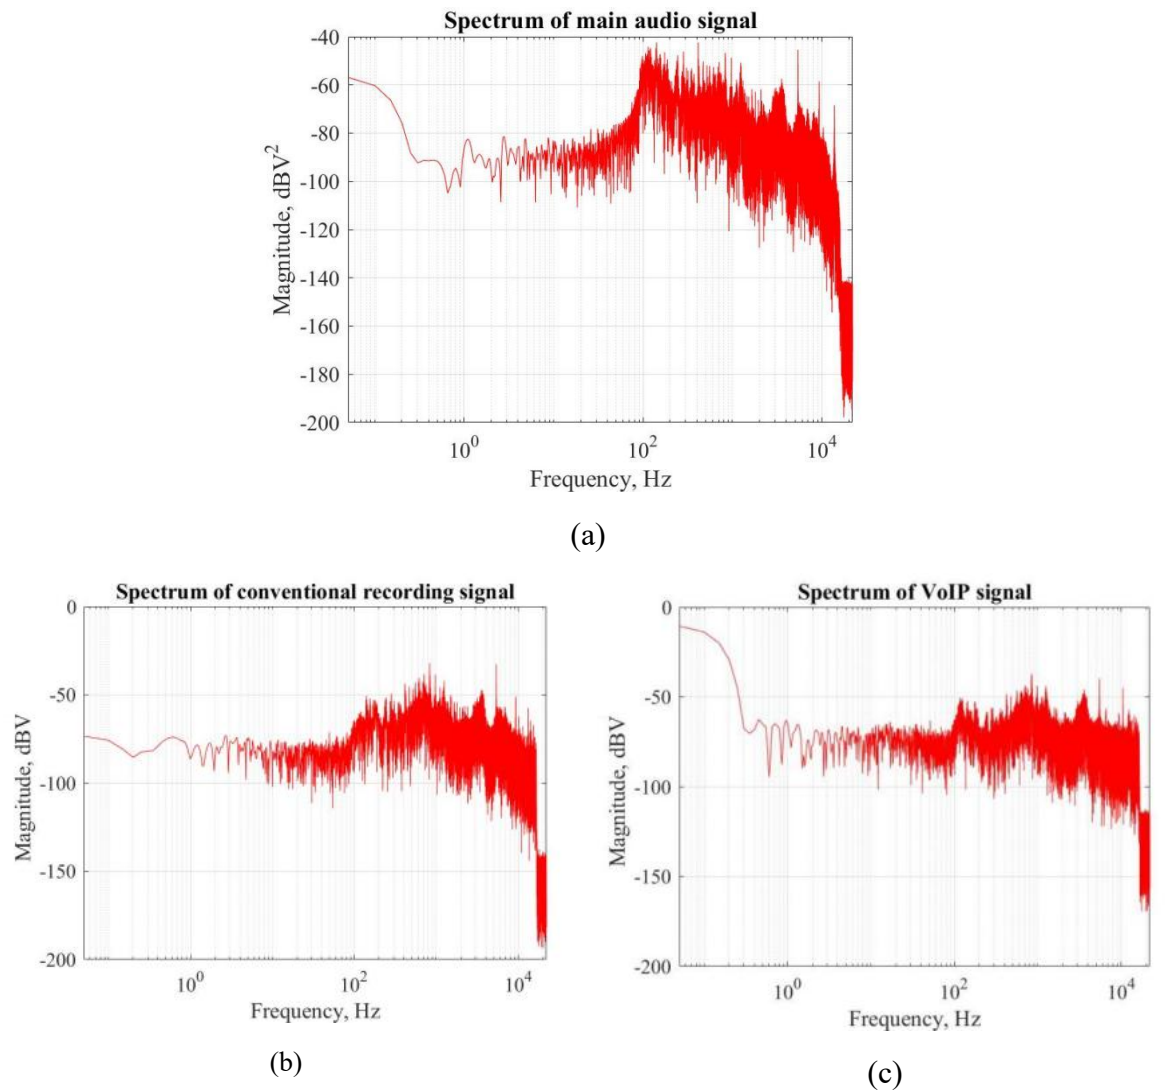 Spectrum of main audio signal
Magnitude, dBV²
-40
-60
-80
-100
-120
-140
-160
-180
-200
10⁰
10²
10⁴
Frequency, Hz
(a)
Spectrum of conventional recording signal
Magnitude, dBV
0
-50
-100
-150
-200
10⁰
10²
10⁴
Frequency, Hz
(b)
Spectrum of VoIP signal
Magnitude, dBV
0
-50
-100
-150
-200
10⁰
10²
10⁴
Frequency, Hz
(c)